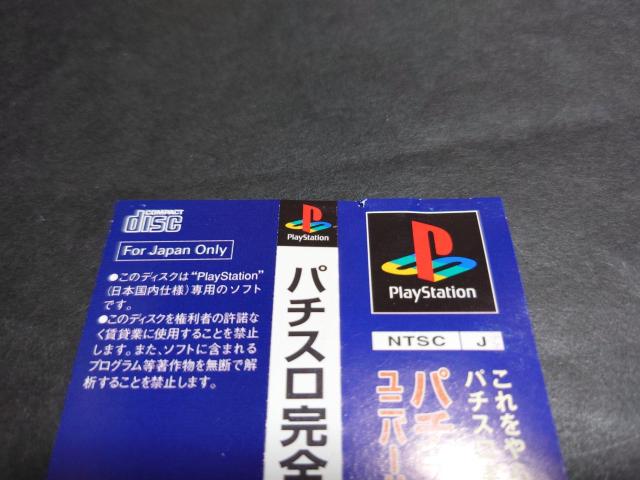 COMPACT
disc
For Japan Only
●このディスクは"PlayStation"
(日本国内仕様)専用のソフト
です。
●このディスクを権利者の許諾な
く賃貸業に使用することを禁止
します。また、ソフトに含まれる
プログラム等著作物を無断で解
析することを禁止します。
PlayStation
パチスロ完全
PlayStation
NTSC J
これをや
パチスロ
パチ
ユニバー